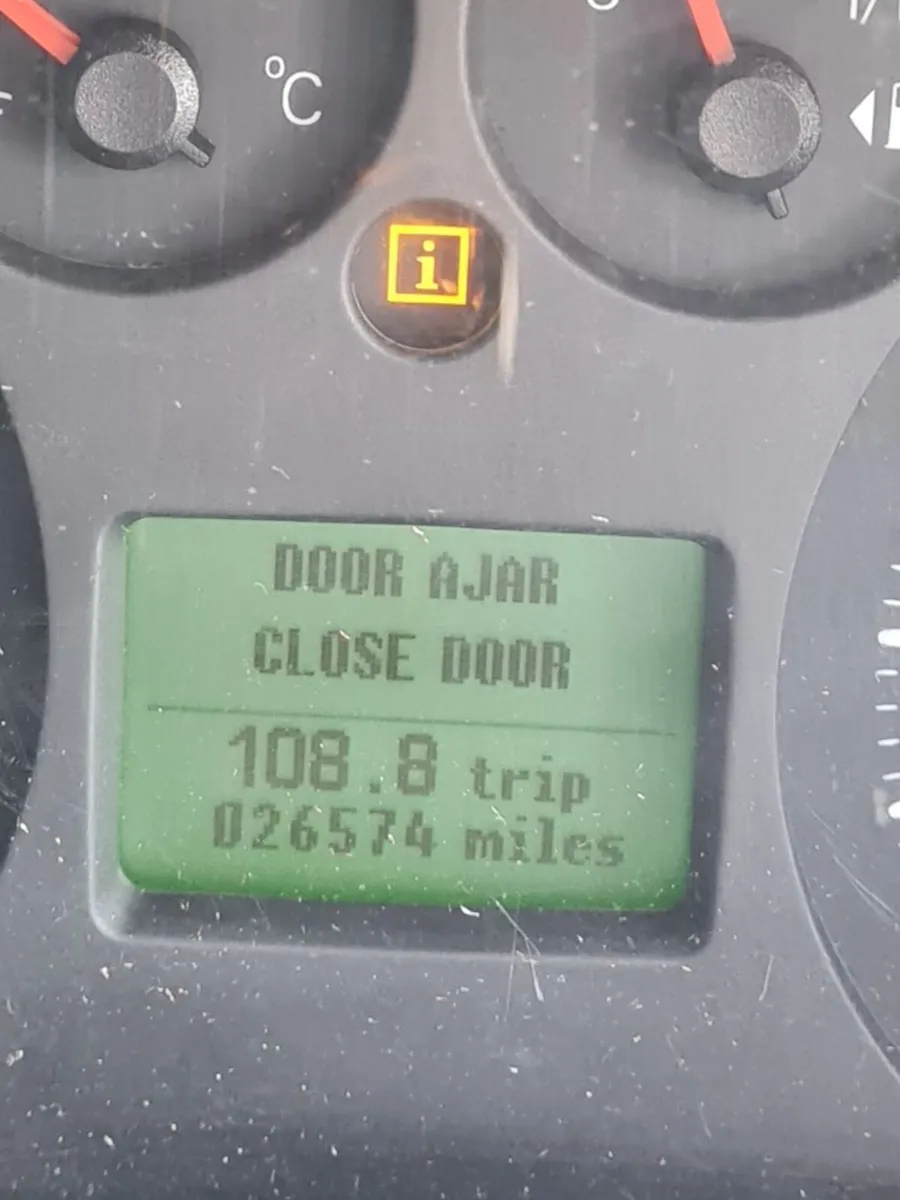 °C
i
DOOR AJAR
CLOSE DOOR
108.8 trip
026574 miles